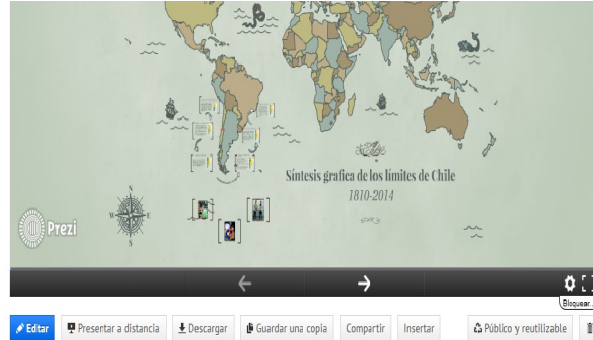 Síntesis grafica de los límites de Chile
1810-2014
N
W
E
S
Prezi
Bloquear...
Editar
Presentar a distancia
Descargar
Guardar una copia
Compartir
Insertar
Público y reutilizable